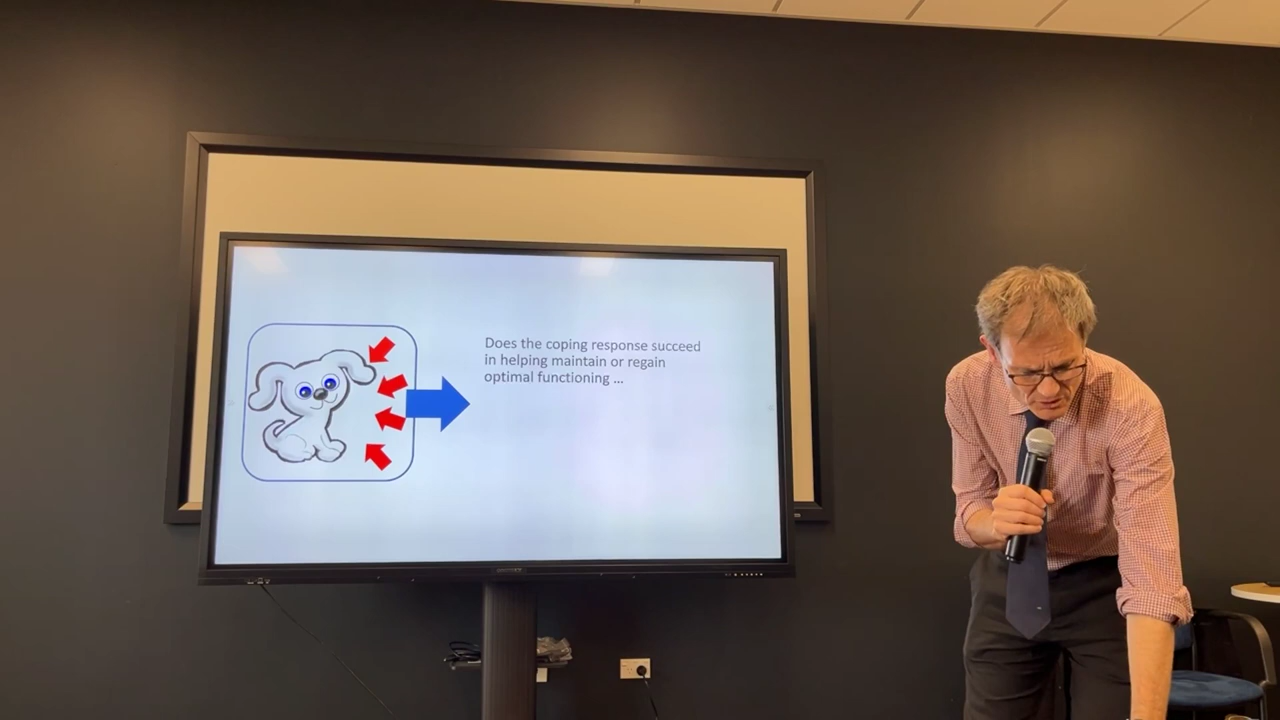 Does the coping response succeed
in helping maintain or regain
optimal functioning ...